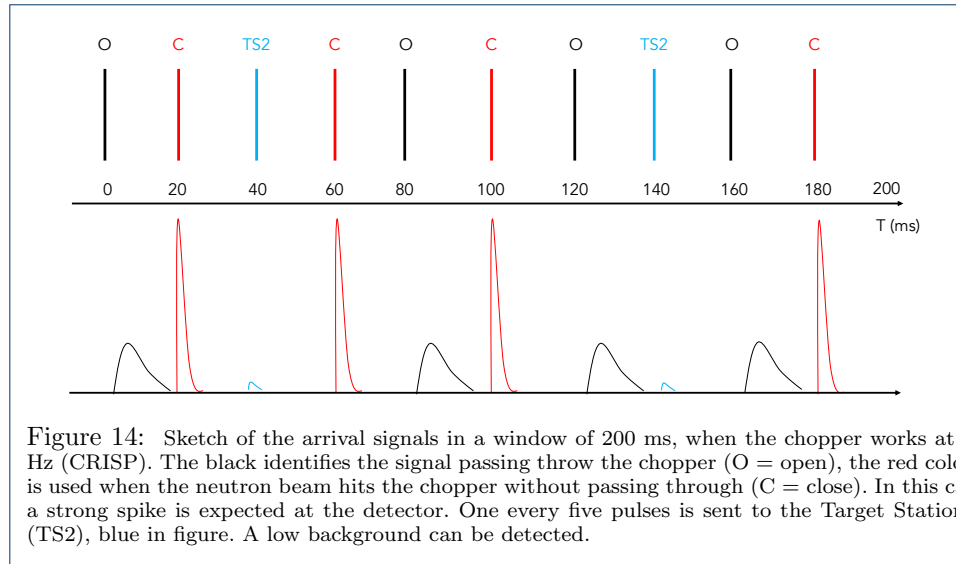 O C TS2 C O C O TS2 O C
0 20 40 60 80 100 120 140 160 180 200
T (ms)
Figure 14: Sketch of the arrival signals in a window of 200 ms, when the chopper works at
Hz (CRISP). The black identifies the signal passing throw the chopper (O = open), the red colo
is used when the neutron beam hits the chopper without passing through (C = close). In this c
a strong spike is expected at the detector. One every five pulses is sent to the Target Station
(TS2), blue in figure. A low background can be detected.